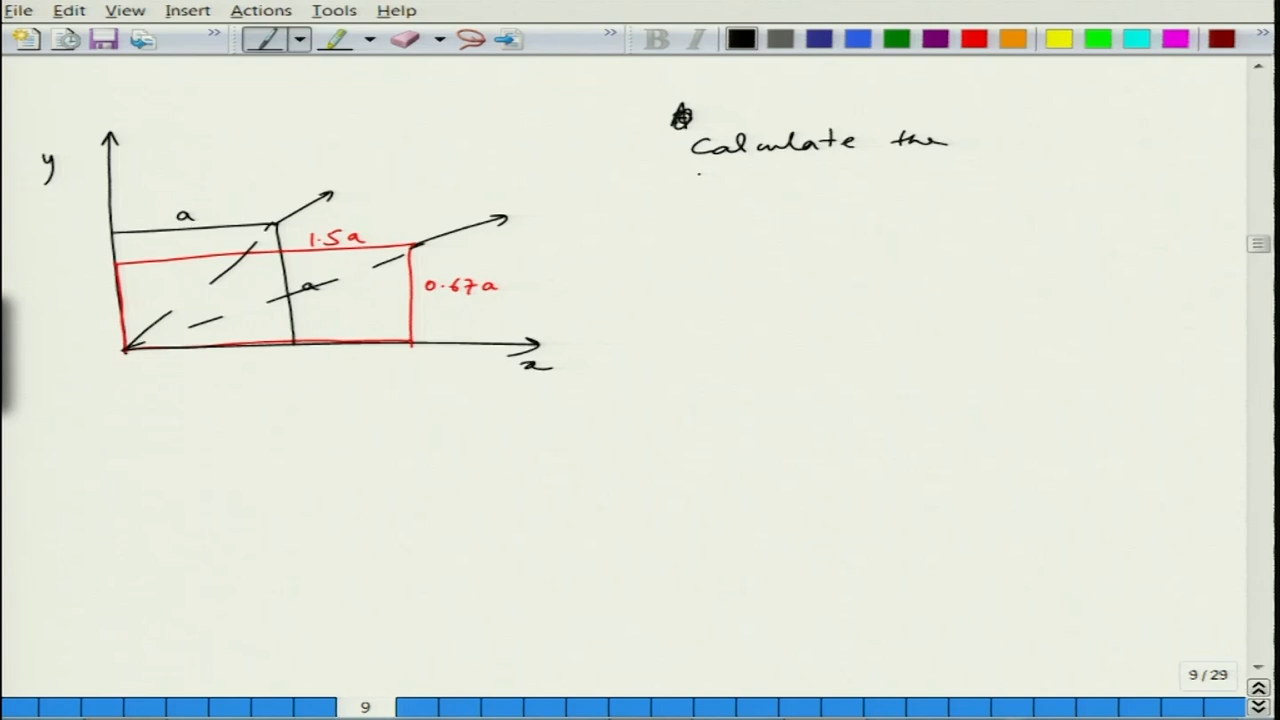 File Edit View Insert Actions Tools Help
B I
Calculate the
y
a
1.5a
a
0.67a
x
9 / 29
9